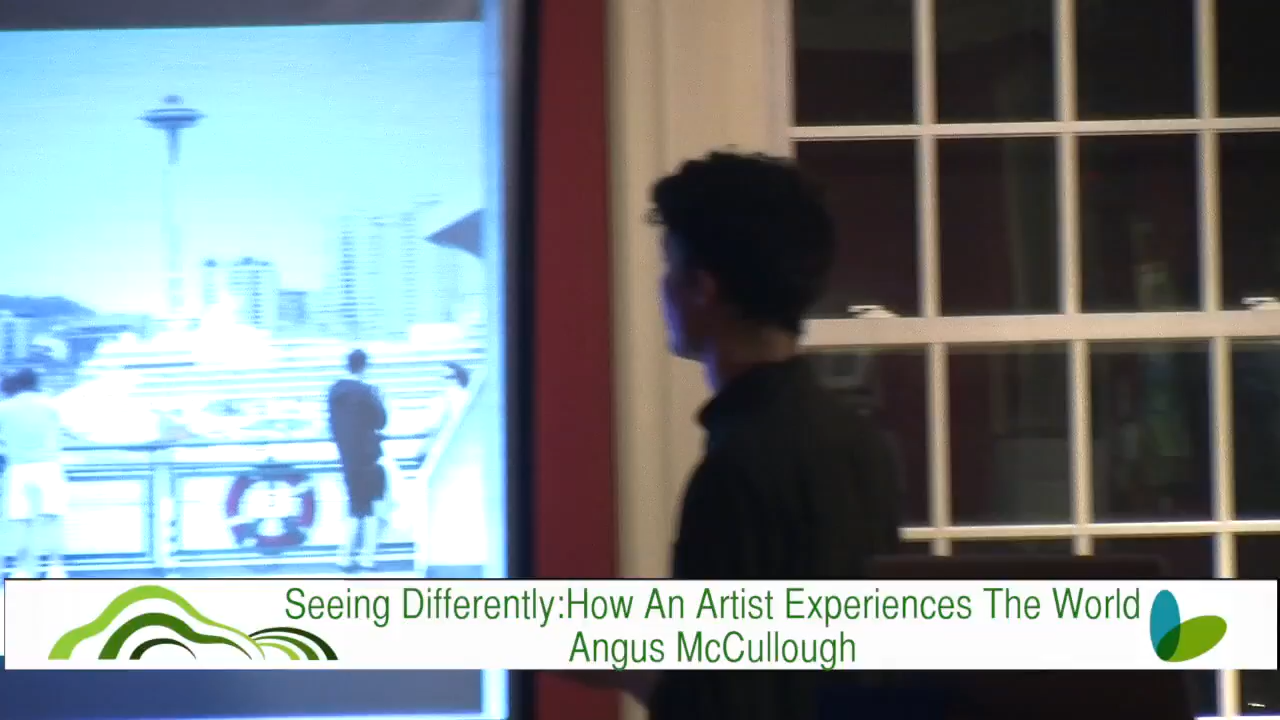 Seeing Differently:How An Artist Experiences The World
Angus McCullough